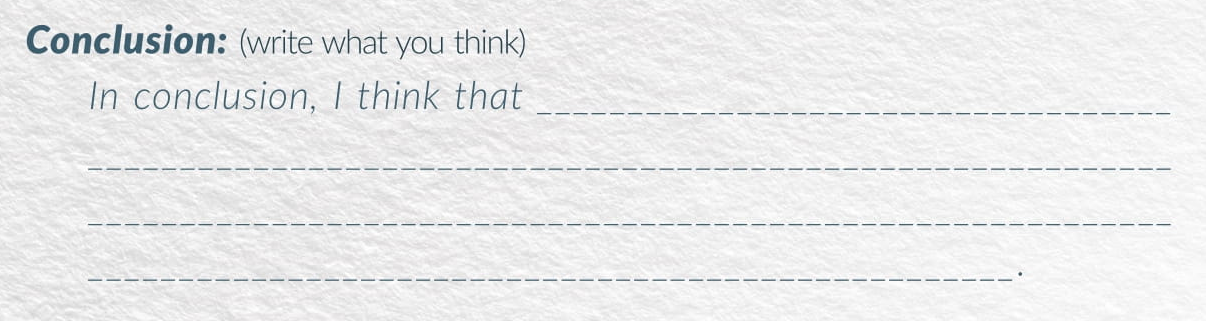 Conclusion: (write what you think)
In conclusion, I think that _ _ _ _ _ _ _ _ _ _ _ _ _ _ _ _ _ _ _ _ _ _ _ _ _ _ _ _ _ _ _ _ _ _ _
_ _ _ _ _ _ _ _ _ _ _ _ _ _ _ _ _ _ _ _ _ _ _ _ _ _ _ _ _ _ _ _ _ _ _ _ _ _ _ _ _ _ _ _ _ _ _ _ _ _ _ _ _ _ _ _ _ _ _ _
_ _ _ _ _ _ _ _ _ _ _ _ _ _ _ _ _ _ _ _ _ _ _ _ _ _ _ _ _ _ _ _ _ _ _ _ _ _ _ _ _ _ _ _ _ _ _ _ _ _ _ _ _ _ _ _ _ _ _ _
_ _ _ _ _ _ _ _ _ _ _ _ _ _ _ _ _ _ _ _ _ _ _ _ _ _ _ _ _ _ _ _ _ _ _ _ _ _ _ _ _ _ _ _ _ _ _ _ _ _ _.